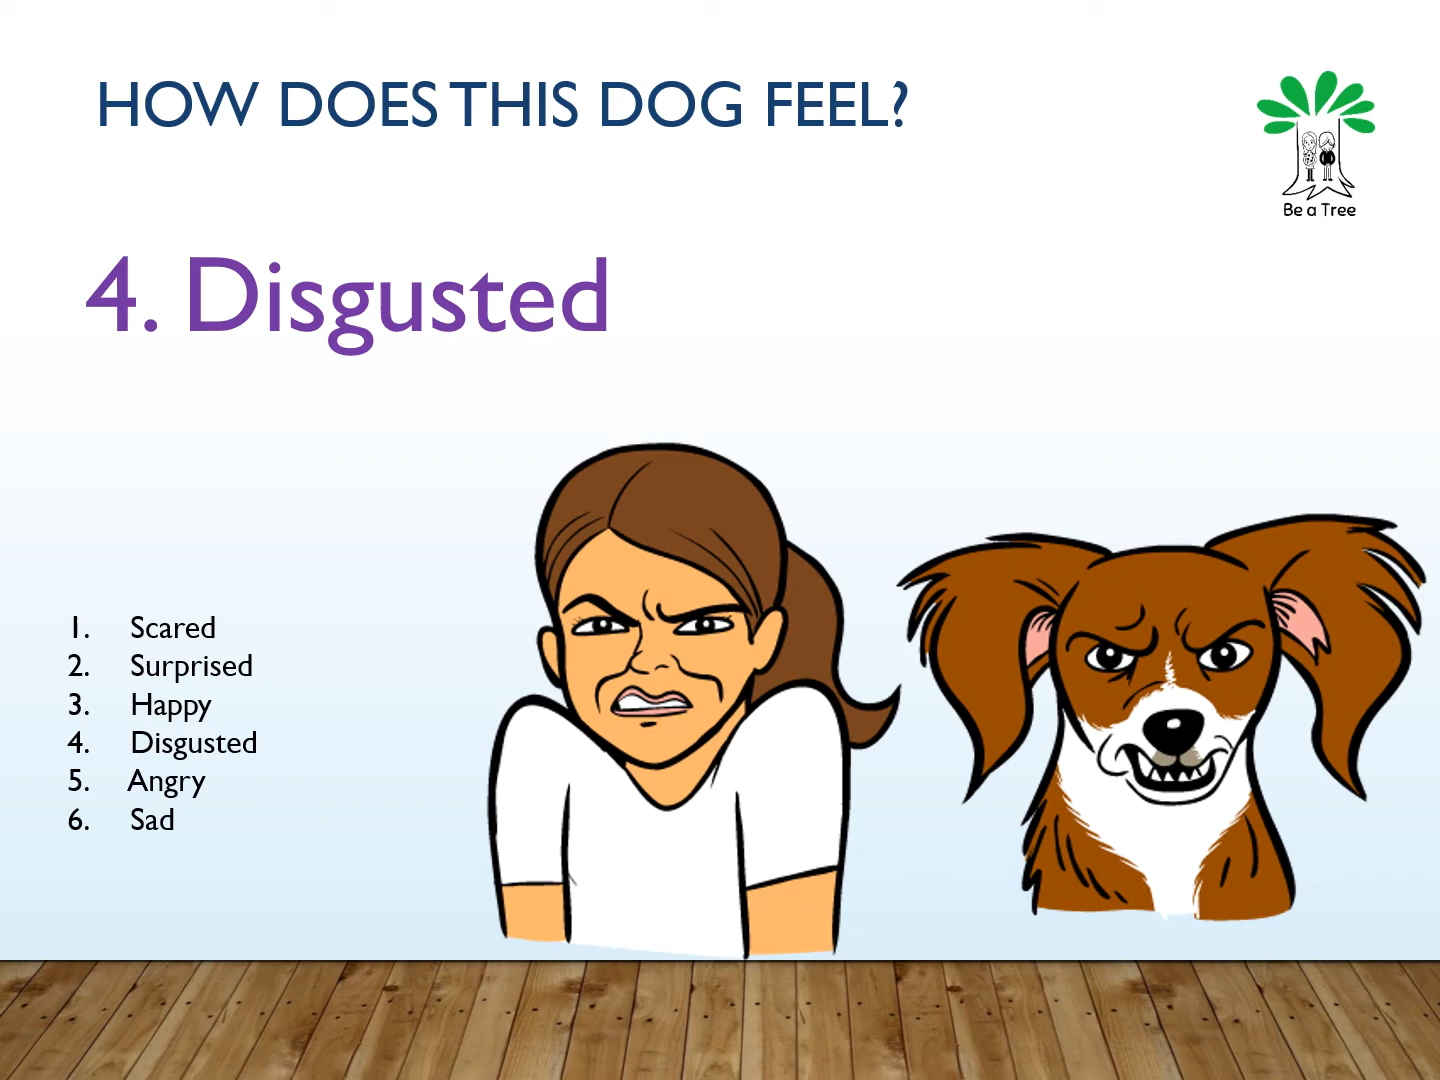 HOW DOES THIS DOG FEEL?
Be a Tree
4. Disgusted
1. Scared
2. Surprised
3. Happy
4. Disgusted
5. Angry
6. Sad